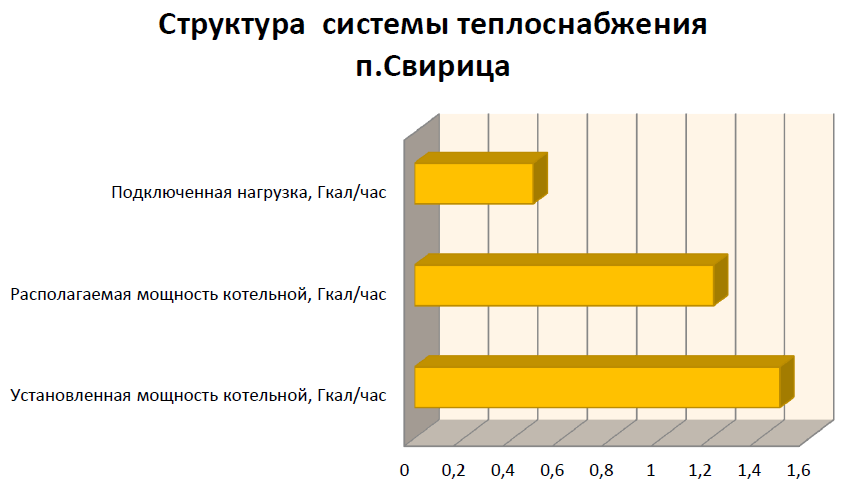 Структура системы теплоснабжения
п.Свирица
Подключенная нагрузка, Гкал/час
Располагаемая мощность котельной, Гкал/час
Установленная мощность котельной, Гкал/час
0 0,2 0,4 0,6 0,8 1 1,2 1,4 1,6